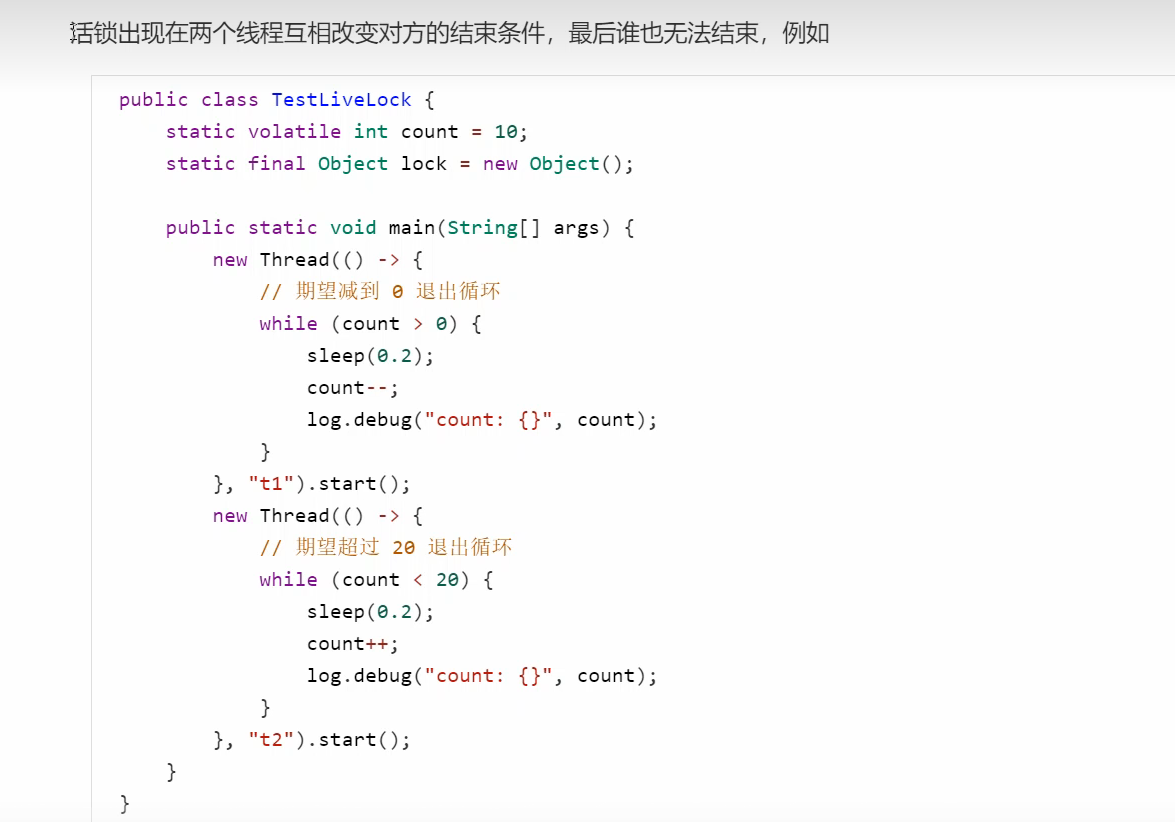 活锁出现在两个线程互相改变对方的结束条件，最后谁也无法结束，例如
public class TestLiveLock {
    static volatile int count = 10;
    static final Object lock = new Object();

    public static void main(String[] args) {
        new Thread(() -> {
            // 期望减到 0 退出循环
            while (count > 0) {
                sleep(0.2);
                count--;
                log.debug("count: {}", count);
            }
        }, "t1").start();
        new Thread(() -> {
            // 期望超过 20 退出循环
            while (count < 20) {
                sleep(0.2);
                count++;
                log.debug("count: {}", count);
            }
        }, "t2").start();
    }
}